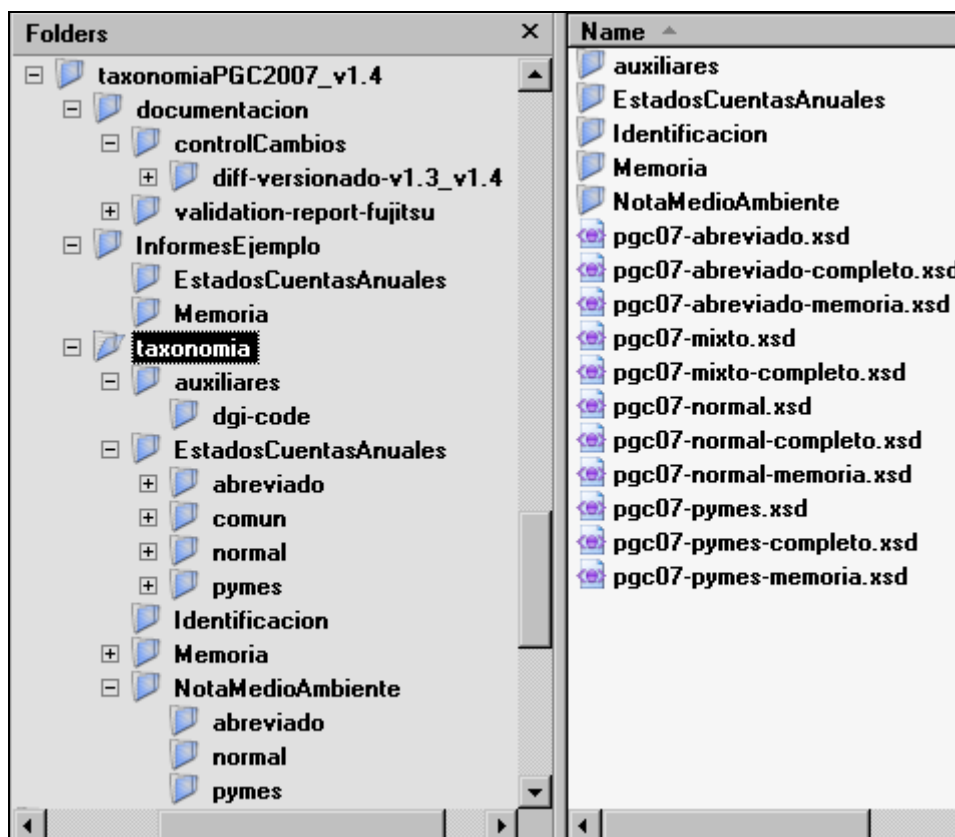 Folders
taxonomiaPGC2007_v1.4
documentacion
controlCambios
diff-versionado-v1.3_v1.4
validation-report-fujitsu
InformesEjemplo
EstadosCuentasAnuales
Memoria
taxonomia
auxiliares
dgi-code
EstadosCuentasAnuales
abreviado
comun
normal
pymes
Identificacion
Memoria
NotaMedioAmbiente
abreviado
normal
pymes
Name
auxiliares
EstadosCuentasAnuales
Identificacion
Memoria
NotaMedioAmbiente
pgc07-abreviado.xsd
pgc07-abreviado-completo.xsd
pgc07-abreviado-memoria.xsd
pgc07-mixto.xsd
pgc07-mixto-completo.xsd
pgc07-normal.xsd
pgc07-normal-completo.xsd
pgc07-normal-memoria.xsd
pgc07-pymes.xsd
pgc07-pymes-completo.xsd
pgc07-pymes-memoria.xsd